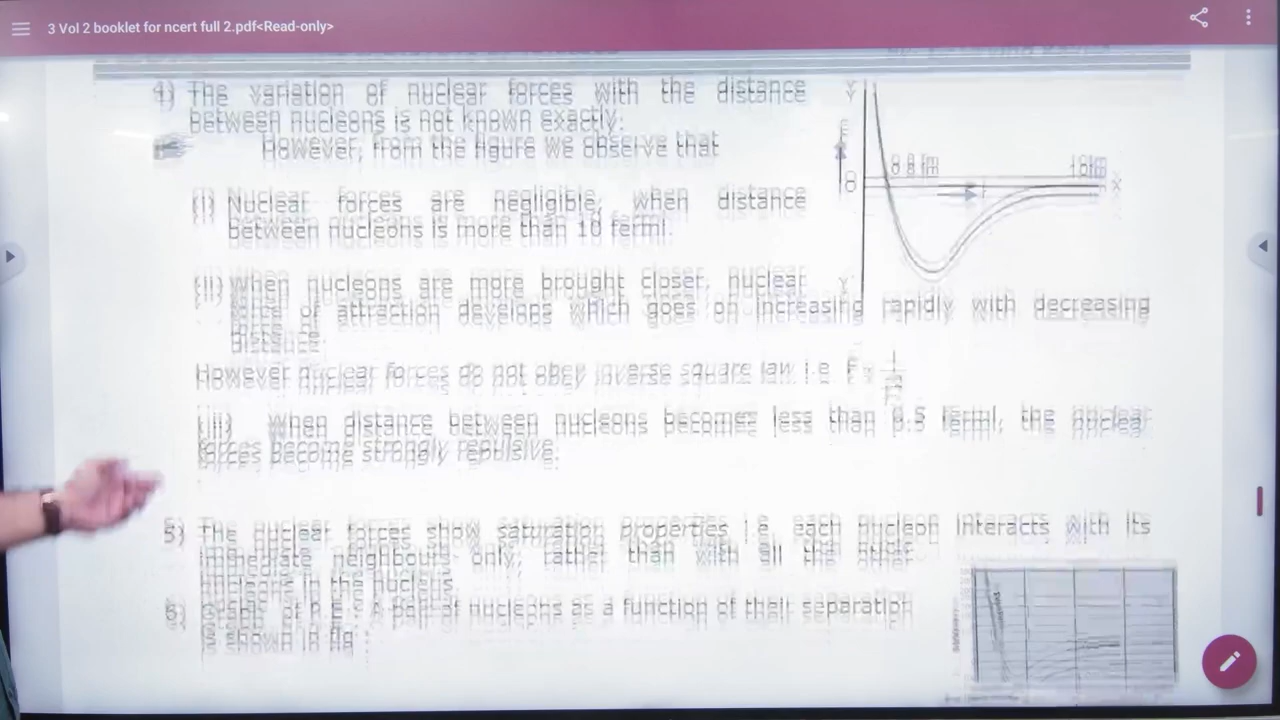 3 Vol 2 booklet for ncert full 2.pdf<Read-only>
4) The variation of nuclear forces with the distance
between nucleons is not known exactly.
However, from the figure we observe that
(i) Nuclear forces are negligible, when distance
between nucleons is more than 10 fermi.
(ii) When nucleons are more brought closer, nuclear
force of attraction develops which goes on increasing rapidly with decreasing
distance.
However nuclear forces do not obey inverse square law i.e F
(iii) When distance between nucleons becomes less than 0.5 fermi, the nuclear
forces become strongly repulsive.
5) The nuclear forces show saturation properties i.e. each nucleon interacts with its
immediate neighbours only, rather than with all the other
nucleons in the nucleus
6) Graph of P.E. : A pair of nucleons as a function of their separation
is shown in fig
Y
0.8 fm
10fm
0
X
r
Y'